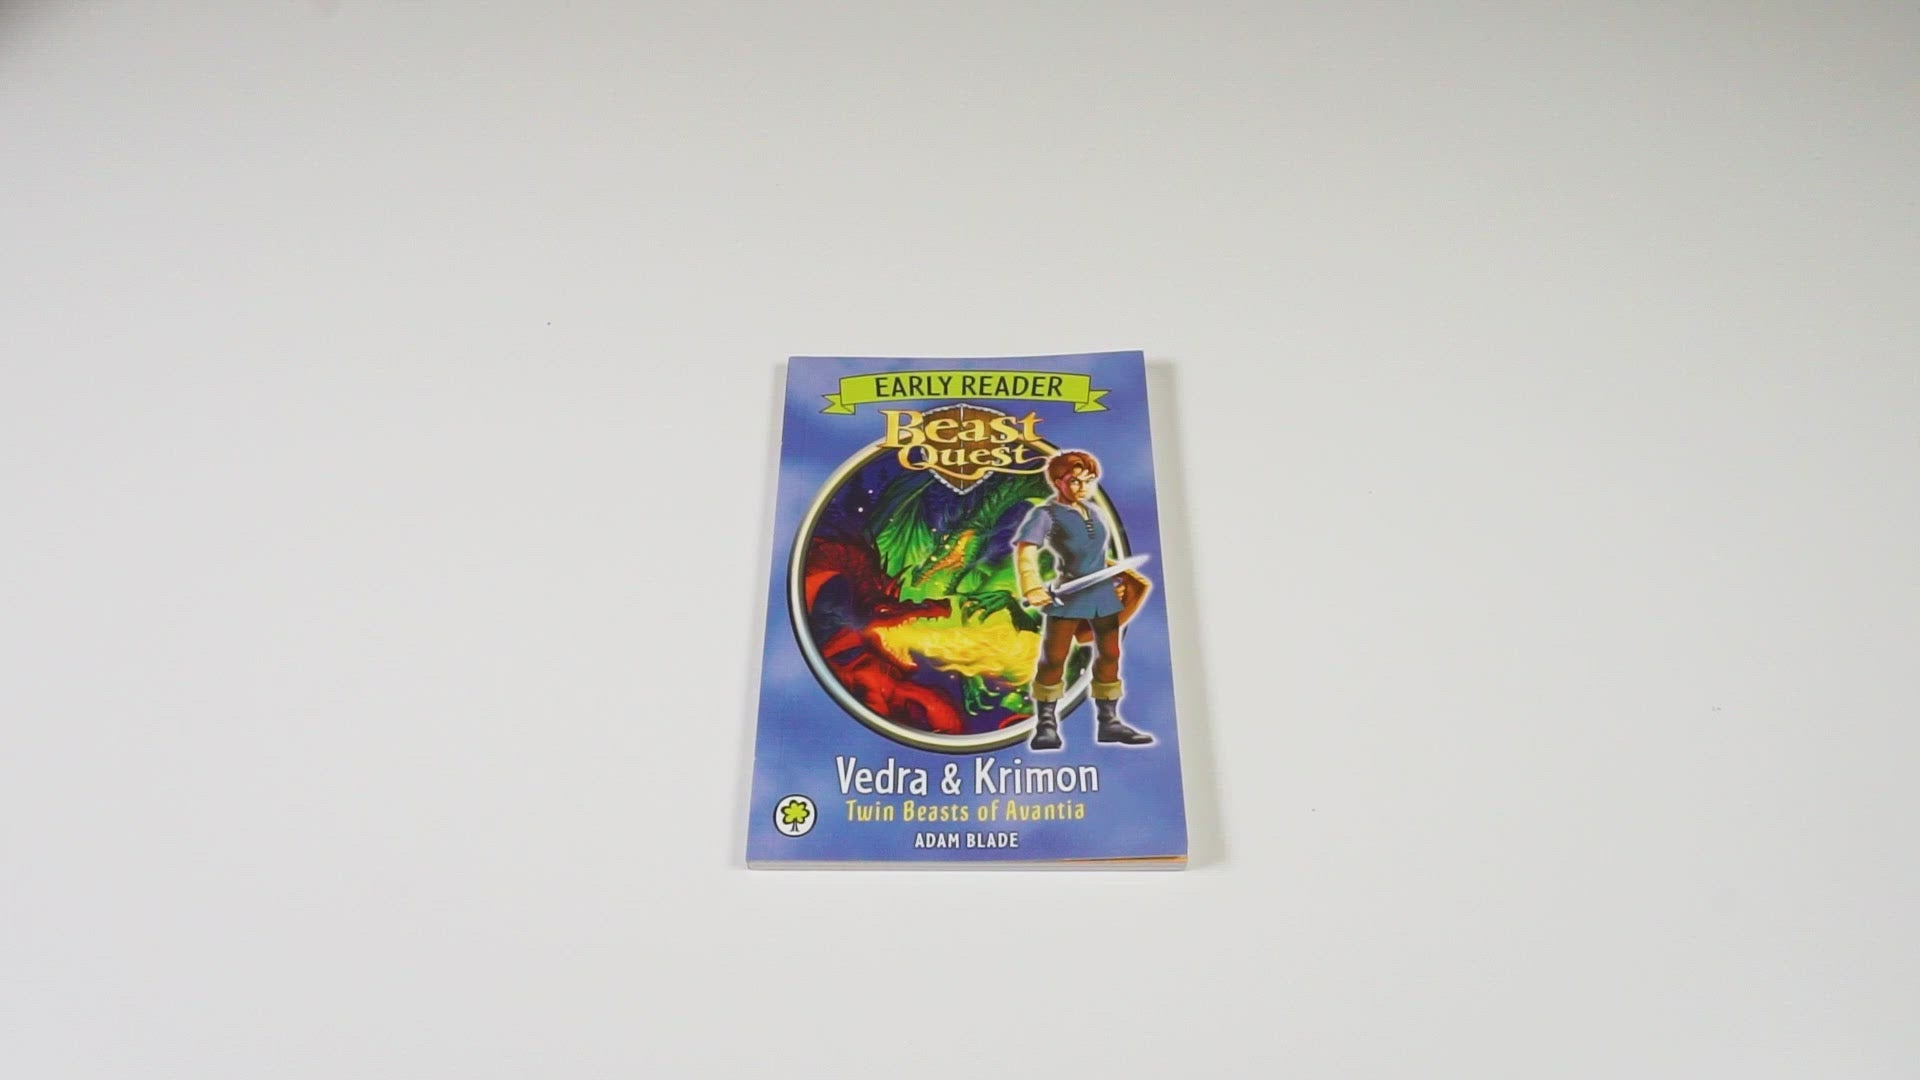 EARLY READER
Beast
Quest
Vedra & Krimon
Twin Beasts of Avantia
ADAM BLADE